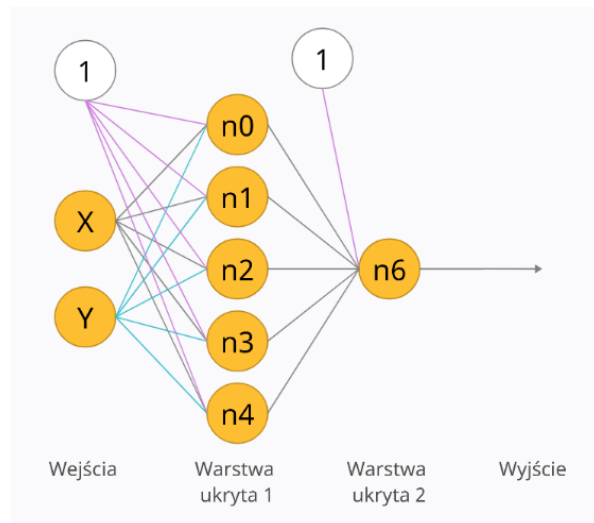 1
1
n0
n1
X
n2
n6
Y
n3
n4
Wejścia
Warstwa
ukryta 1
Warstwa
ukryta 2
Wyjście